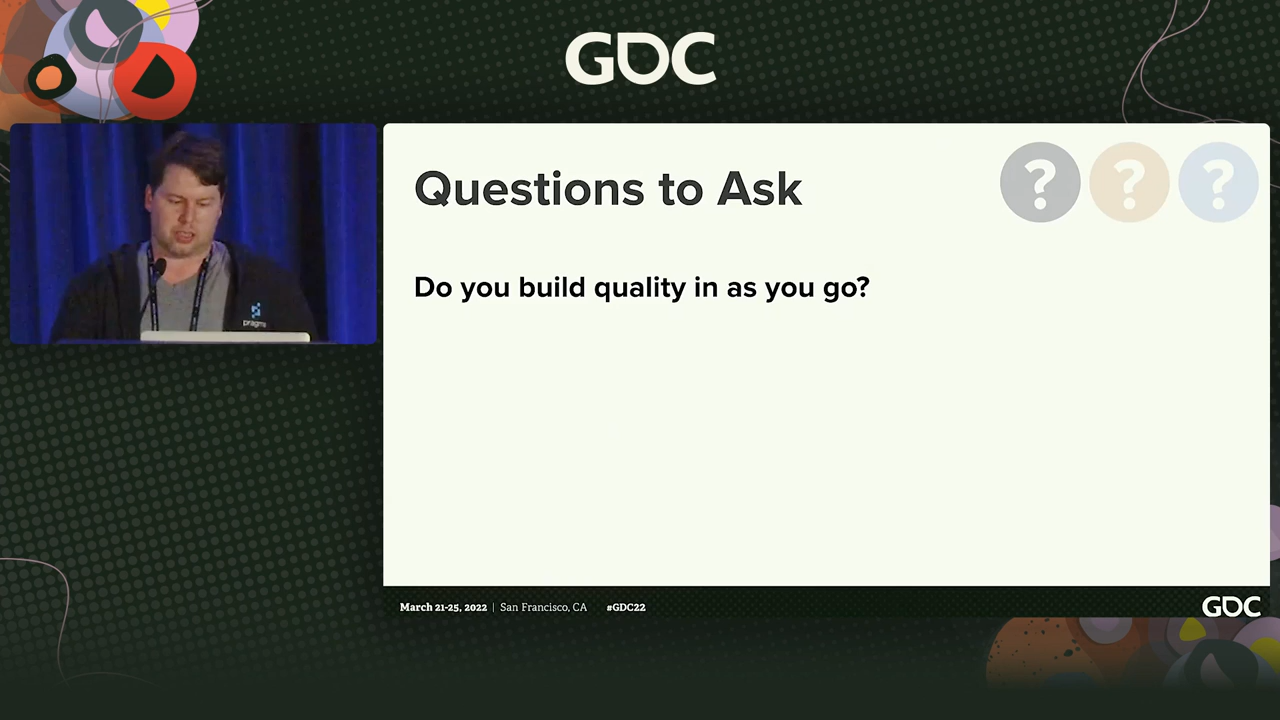 GDC
Questions to Ask
? ? ?
Do you build quality in as you go?
pragma
March 21-25, 2022 | San Francisco, CA #GDC22
GDC